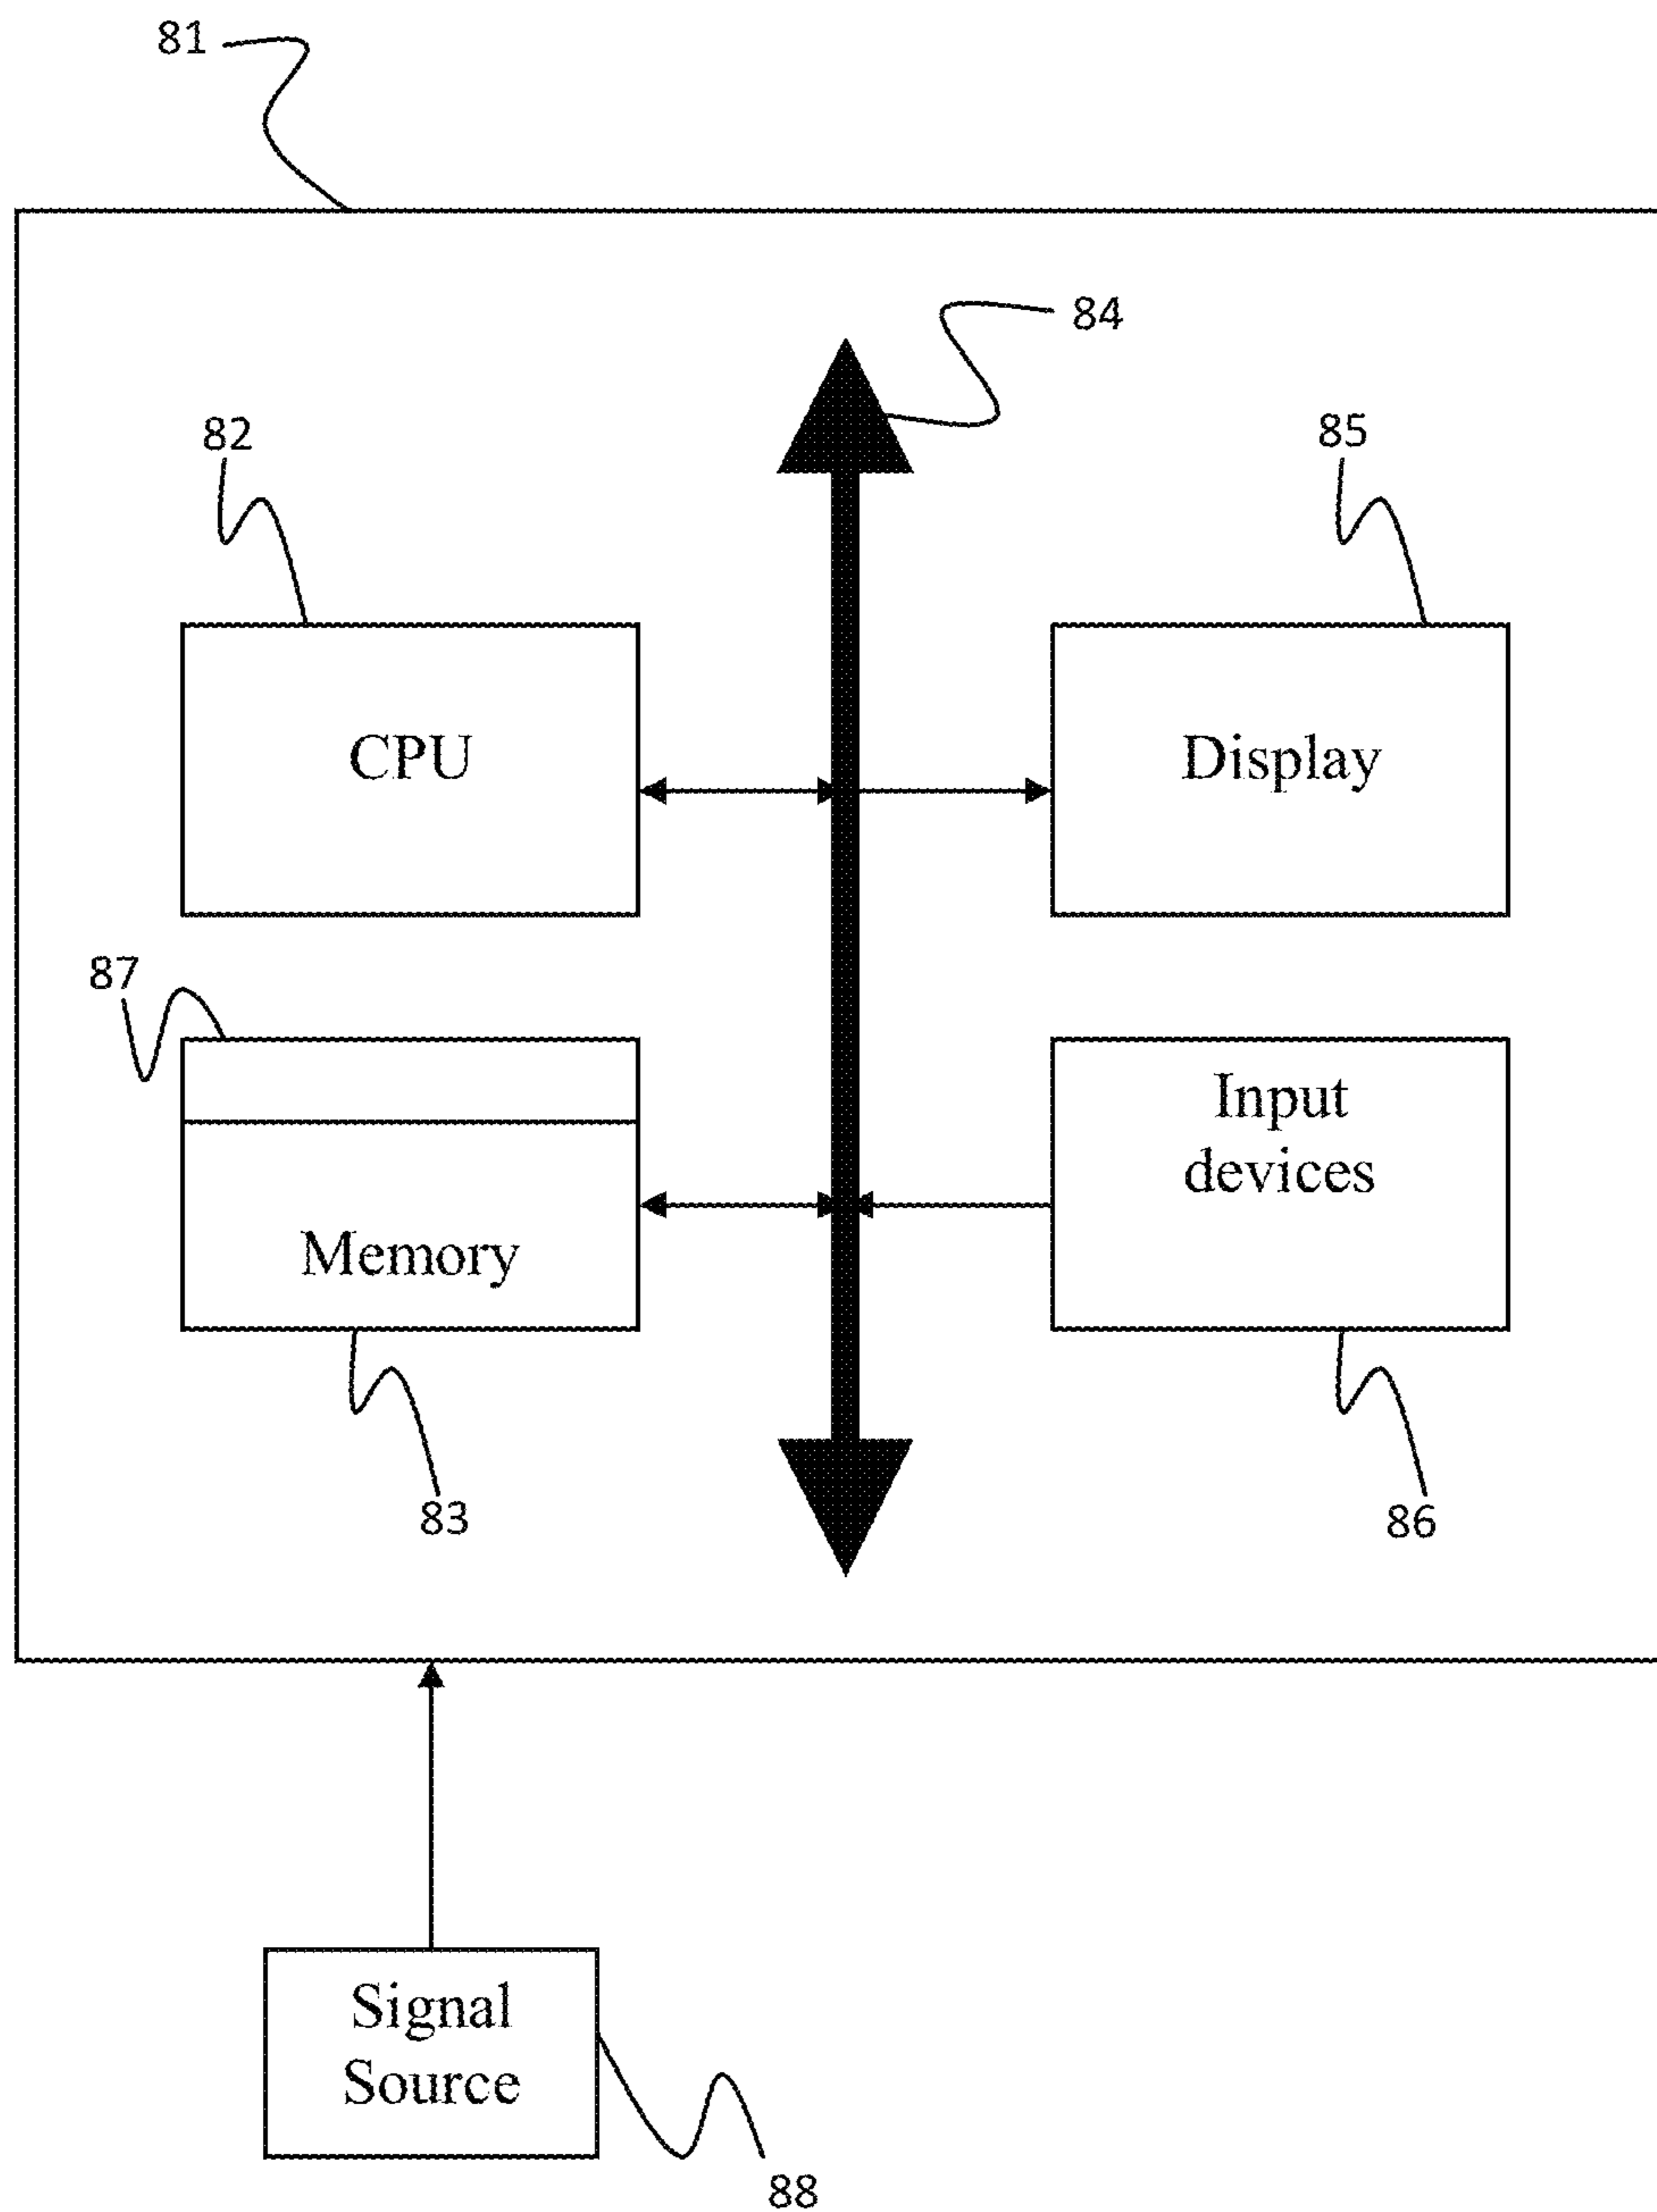 81
84
82
85
CPU
Display
87
Input
devices
Memory
83
86
Signal
Source
88